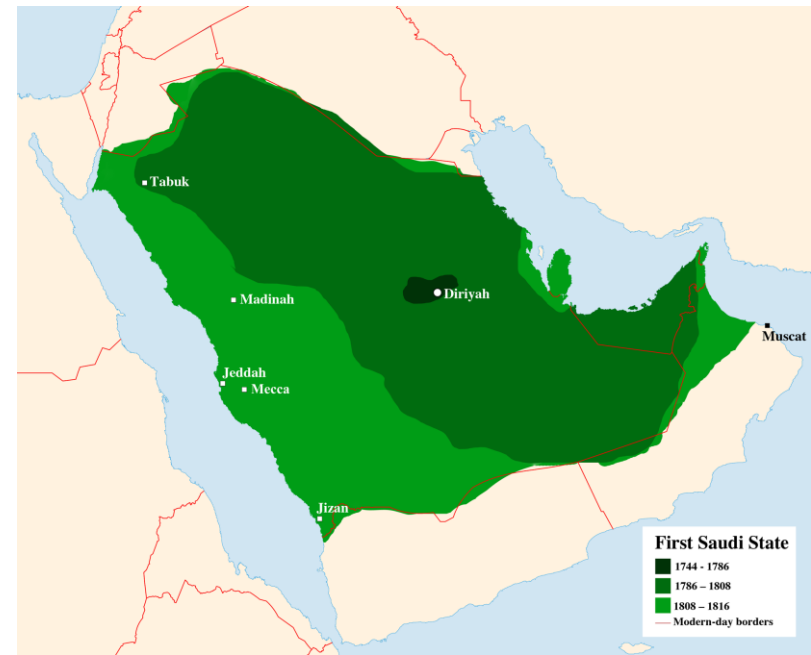 Tabuk
Madinah
Diriyah
Muscat
Jeddah
Mecca
Jizan
First Saudi State
1744 - 1786
1786 – 1808
1808 – 1816
Modern-day borders